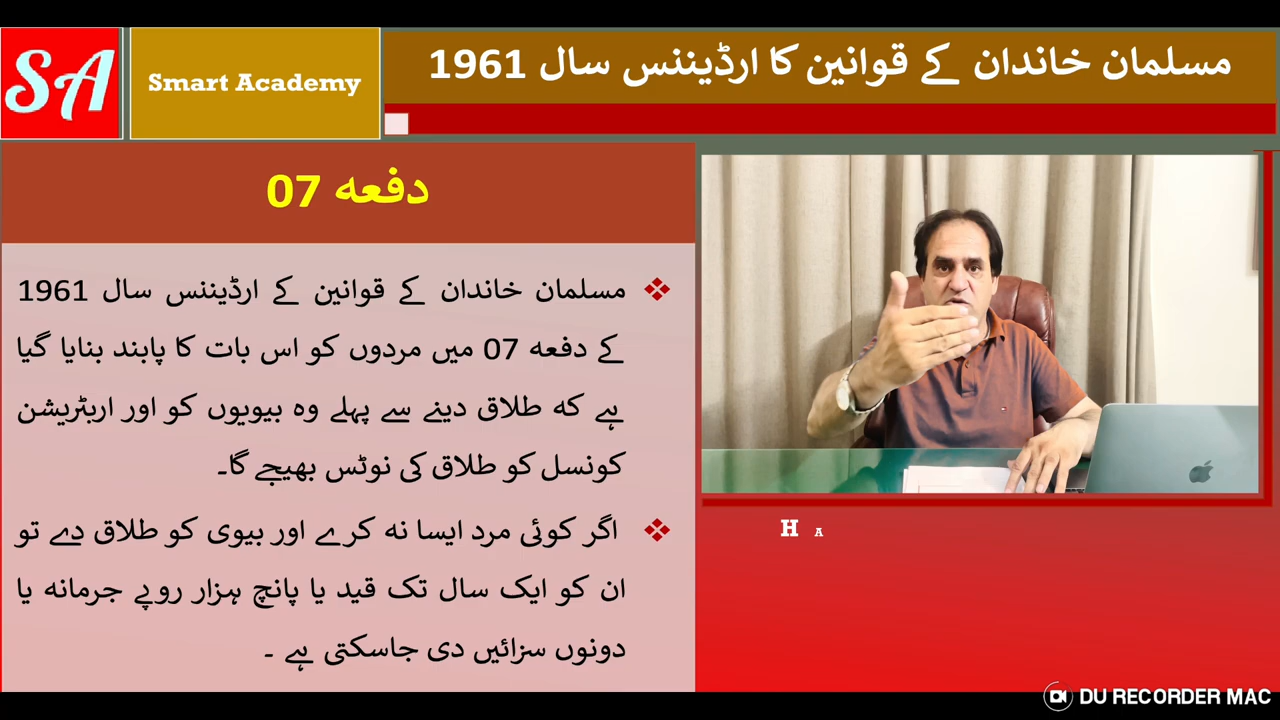 SA
Smart Academy
مسلمان خاندان کے قوانین کا ارڈیننس سال 1961
دفعہ 07
مسلمان خاندان کے قوانین کے ارڈیننس سال 1961
کے دفعہ 07 میں مردوں کو اس بات کا پابند بنایا گیا
ہے کہ طلاق دینے سے پہلے وہ بیویوں کو اور اربٹریشن
کونسل کو طلاق کی نوٹس بھیجے گا۔
اگر کوئی مرد ایسا نہ کرے اور بیوی کو طلاق دے تو
ان کو ایک سال تک قید یا پانچ ہزار روپے جرمانہ یا
دونوں سزائیں دی جاسکتی ہے ۔
H A
DU RECORDER MAC